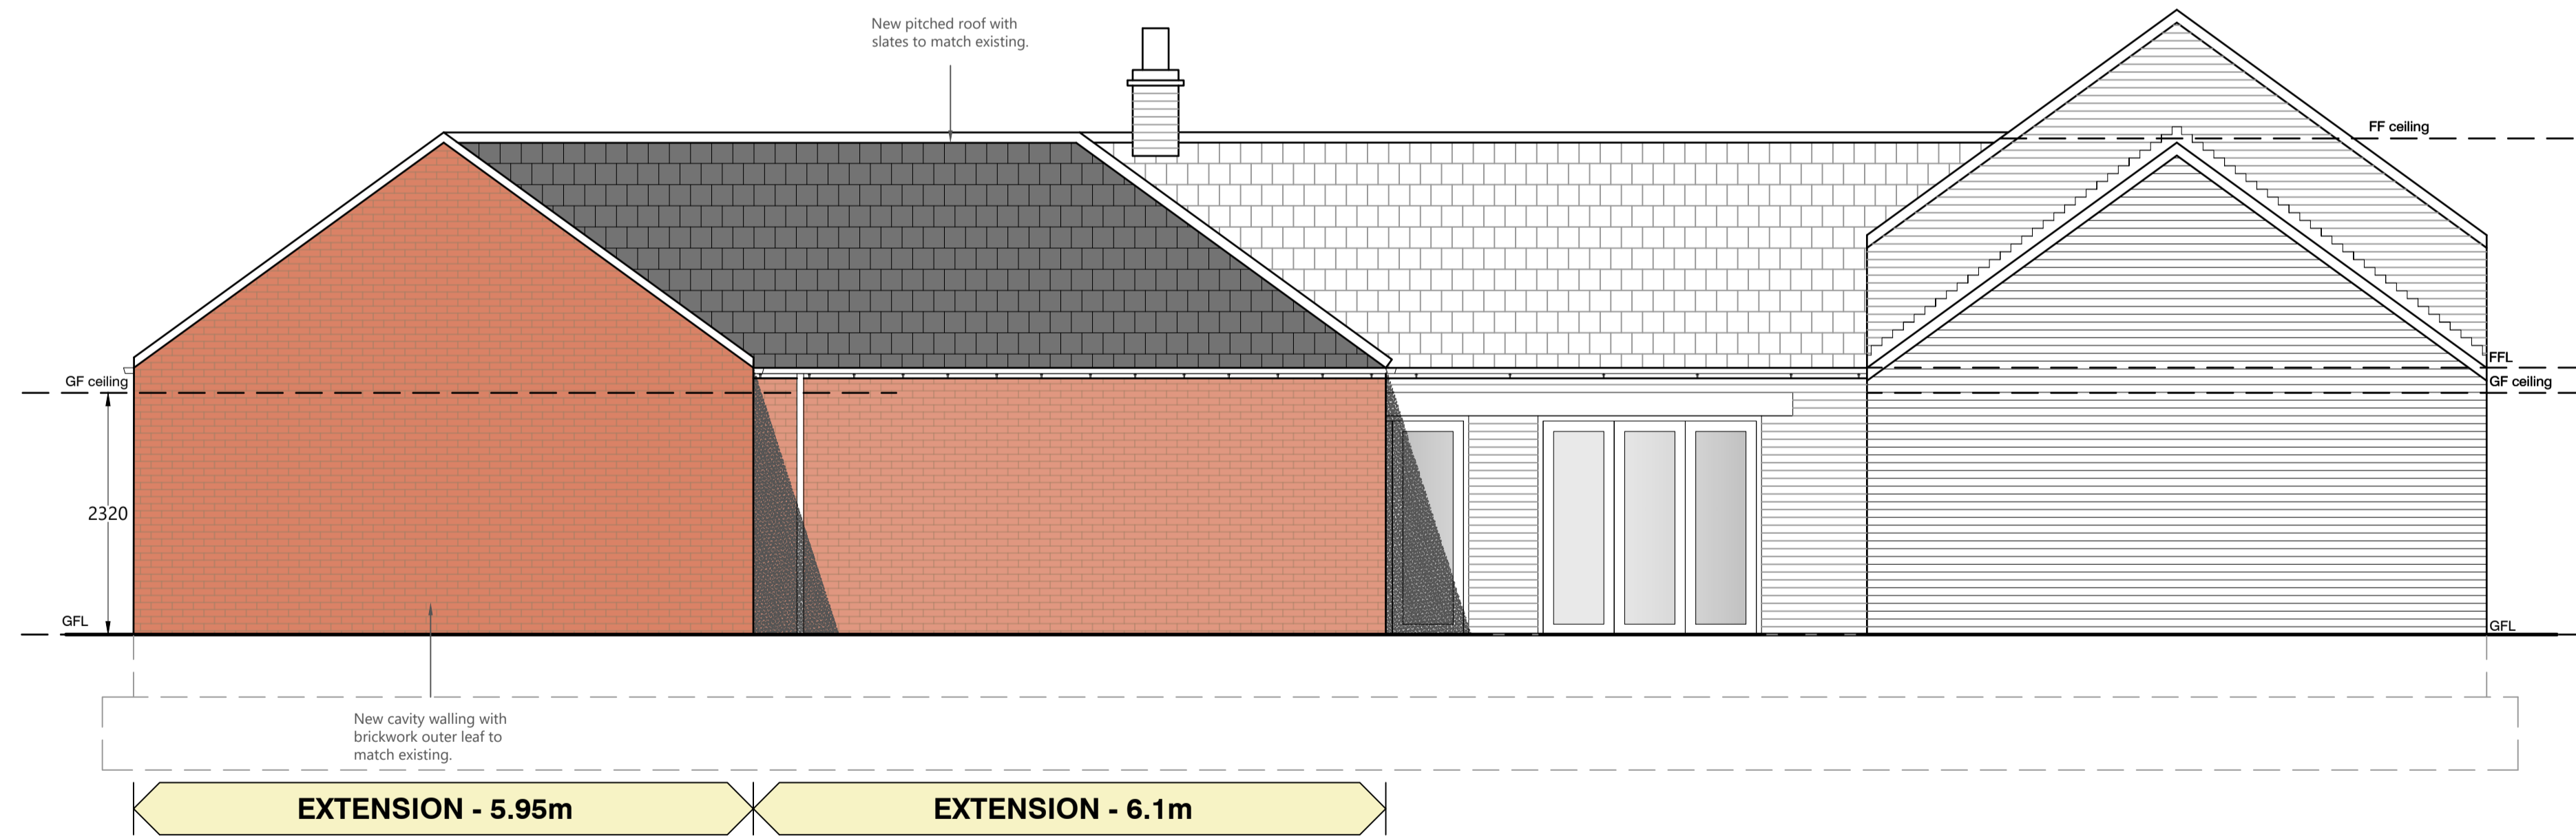 New pitched roof with
slates to match existing.
FF ceiling
FFL
GF ceiling
GF ceiling
2320
GFL
GFL
New cavity walling with
brickwork outer leaf to
match existing.
EXTENSION - 5.95m
EXTENSION - 6.1m